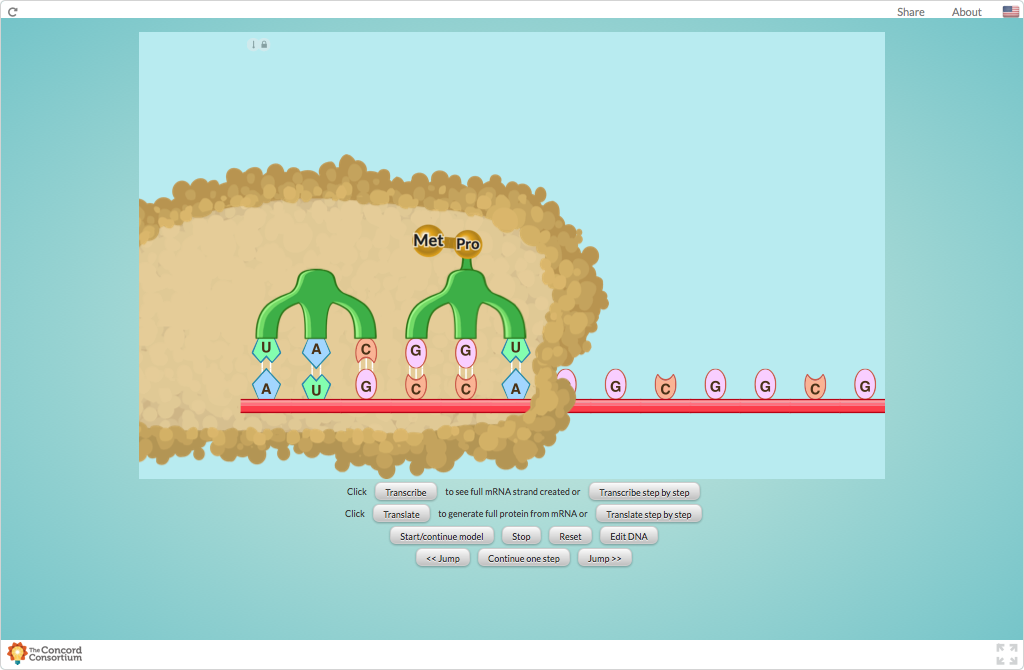 Share About
Met Pro
U A C G G U
A U G C C A G C G G C G
Click Transcribe to see full mRNA strand created or Transcribe step by step
Click Translate to generate full protein from mRNA or Translate step by step
Start/continue model Stop Reset Edit DNA
<< Jump Continue one step Jump >>
The Concord
Consortium